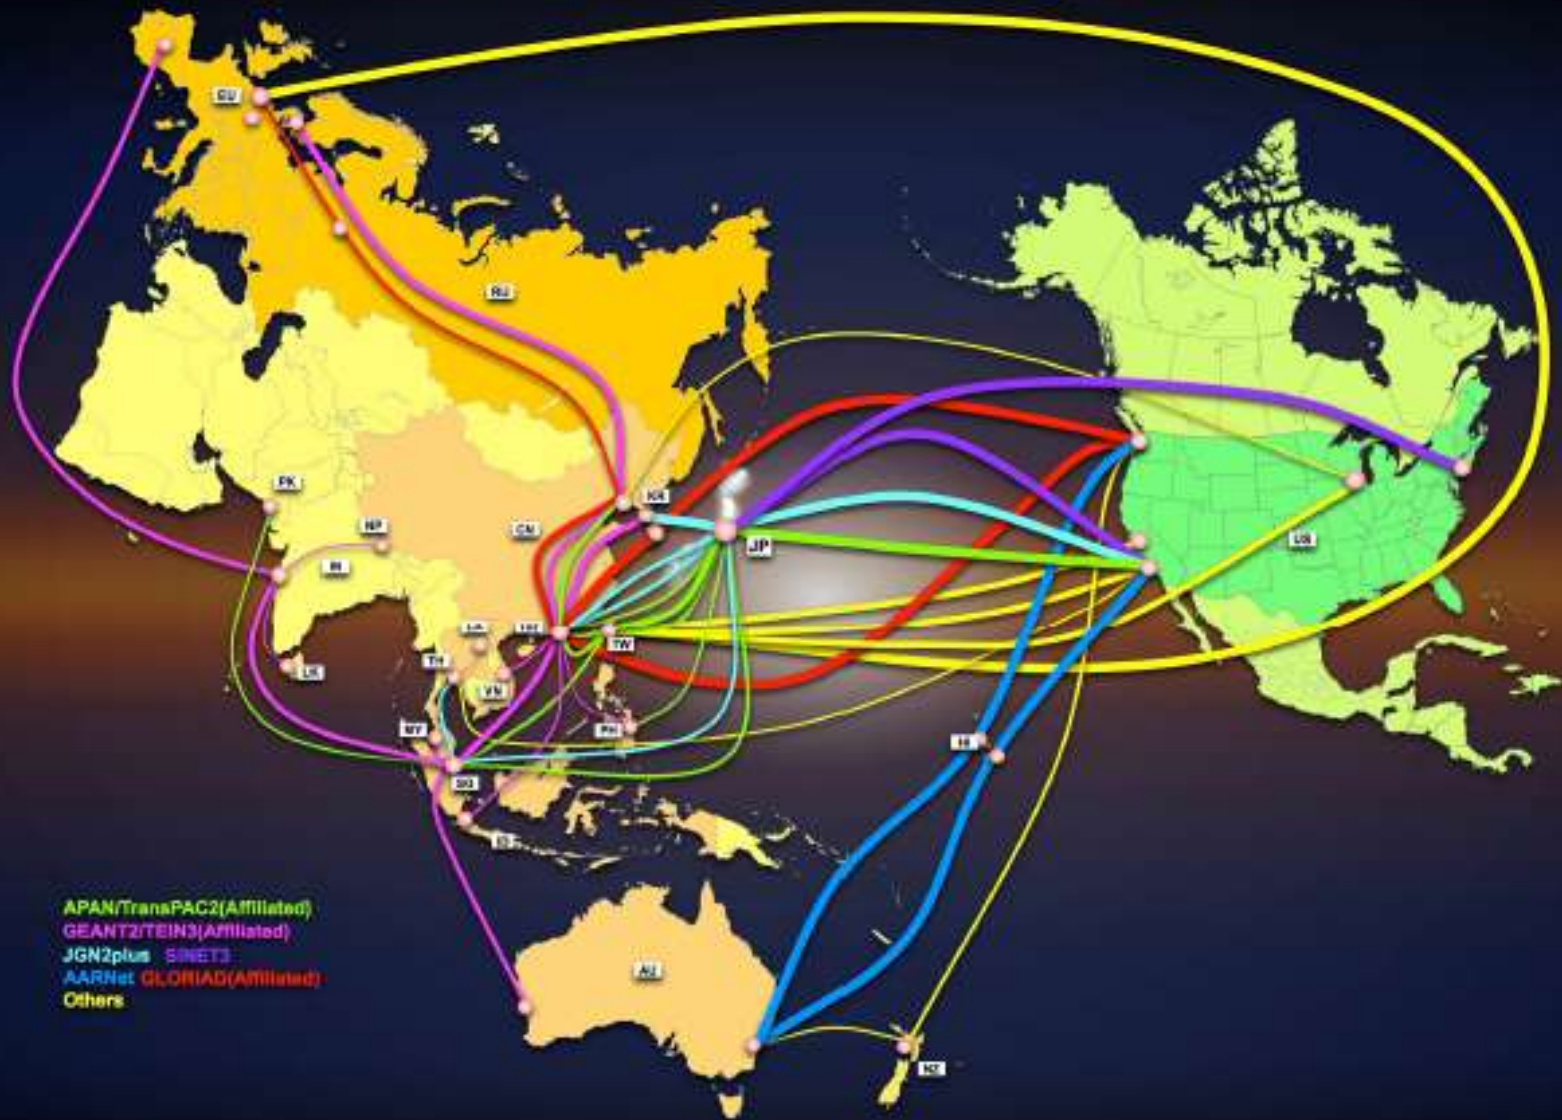 EU
RU
PK
KR
NP
CN
JP
IN
US
LA
HK
TW
TH
LK
VN
PH
MY
HI
SG
ID
APAN/TransPAC2(Affiliated)
GEANT2/TEIN3(Affiliated)
JGN2plus SINET3
AARNet GLORIAD(Affiliated)
Others
AU
NZ